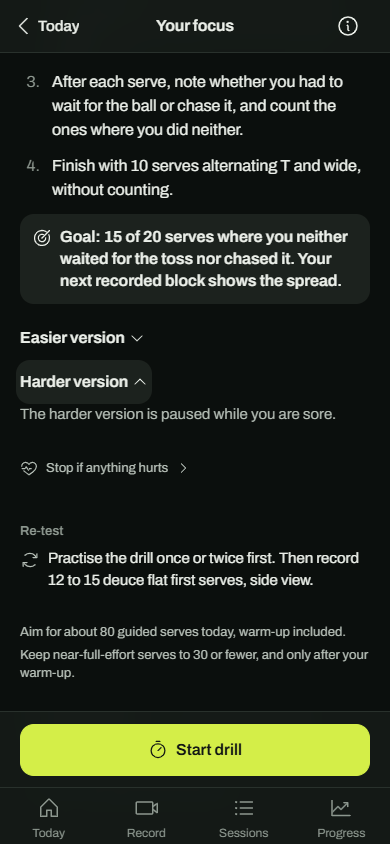 Today
Your focus
3. After each serve, note whether you had to
wait for the ball or chase it, and count the
ones where you did neither.
4. Finish with 10 serves alternating T and wide,
without counting.
Goal: 15 of 20 serves where you neither
waited for the toss nor chased it. Your
next recorded block shows the spread.
Easier version
Harder version
The harder version is paused while you are sore.
Stop if anything hurts
Re-test
Practise the drill once or twice first. Then record
12 to 15 deuce flat first serves, side view.
Aim for about 80 guided serves today, warm-up included.
Keep near-full-effort serves to 30 or fewer, and only after your
warm-up.
Start drill
Today
Record
Sessions
Progress